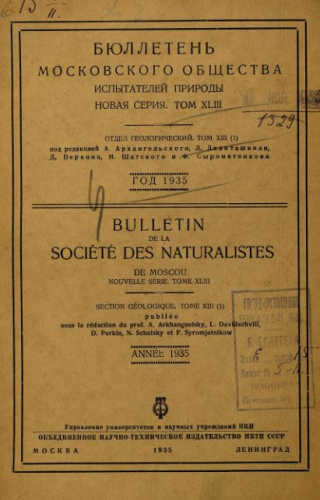 БЮЛЛЕТЕНЬ
МОСКОВСКОГО ОБЩЕСТВА
ИСПЫТАТЕЛЕЙ ПРИРОДЫ
НОВАЯ СЕРИЯ. ТОМ XLIII
1329
ОТДЕЛ ГЕОЛОГИЧЕСКИЙ, ТОМ XIII (1)
под редакцией А. Архангельского, Л. Давиташвили,
Д. Перкина, Н. Шатского и Ф. Сыромятникова
ГОД 1935
BULLETIN
DE LA
SOCIÉTÉ DES NATURALISTES
DE MOSCOU
NOUVELLE SÉRIE, TOME XLIII
SECTION GÉOLOGIQUE, TOME XIII (1)
publiée
sous la rédaction du prof. A. Arkhanguelsky, L. Davitachvili,
D. Perkin, N. Schatsky et F. Syromjatnikow
ANNÉE 1935
Управление университетов и научных учреждений НКП
ОБЪЕДИНЕННОЕ НАУЧНО-ТЕХНИЧЕСКОЕ ИЗДАТЕЛЬСТВО НКТП СССР
МОСКВА 1935 ЛЕНИНГРАД